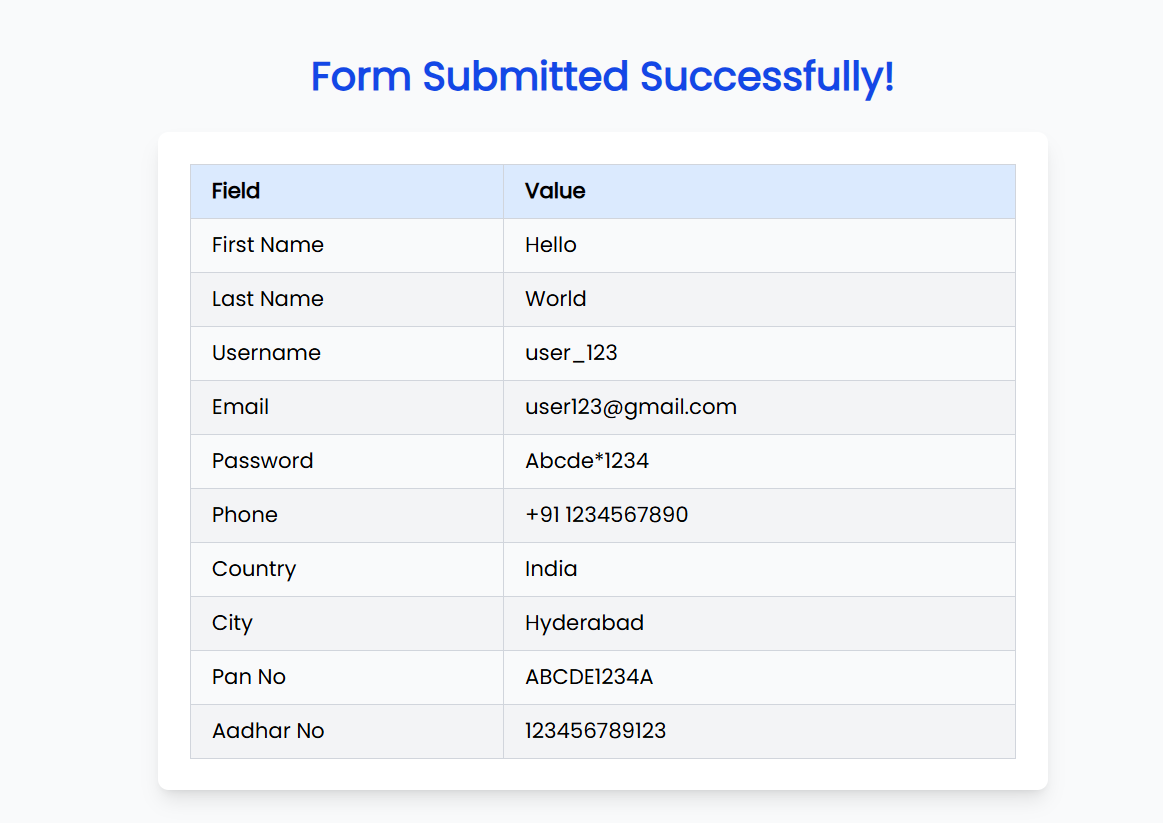 Form Submitted Successfully!
Field Value
First Name Hello
Last Name World
Username user_123
Email user123@gmail.com
Password Abcde*1234
Phone +91 1234567890
Country India
City Hyderabad
Pan No ABCDE1234A
Aadhar No 123456789123